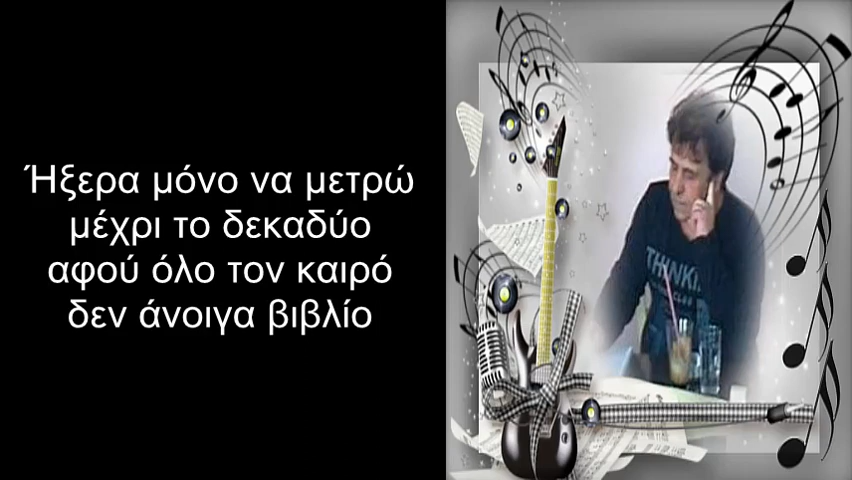 Ήξερα μόνο να μετρώ
μέχρι το δεκαδύο
αφού όλο τον καιρό
δεν άνοιγα βιβλίο